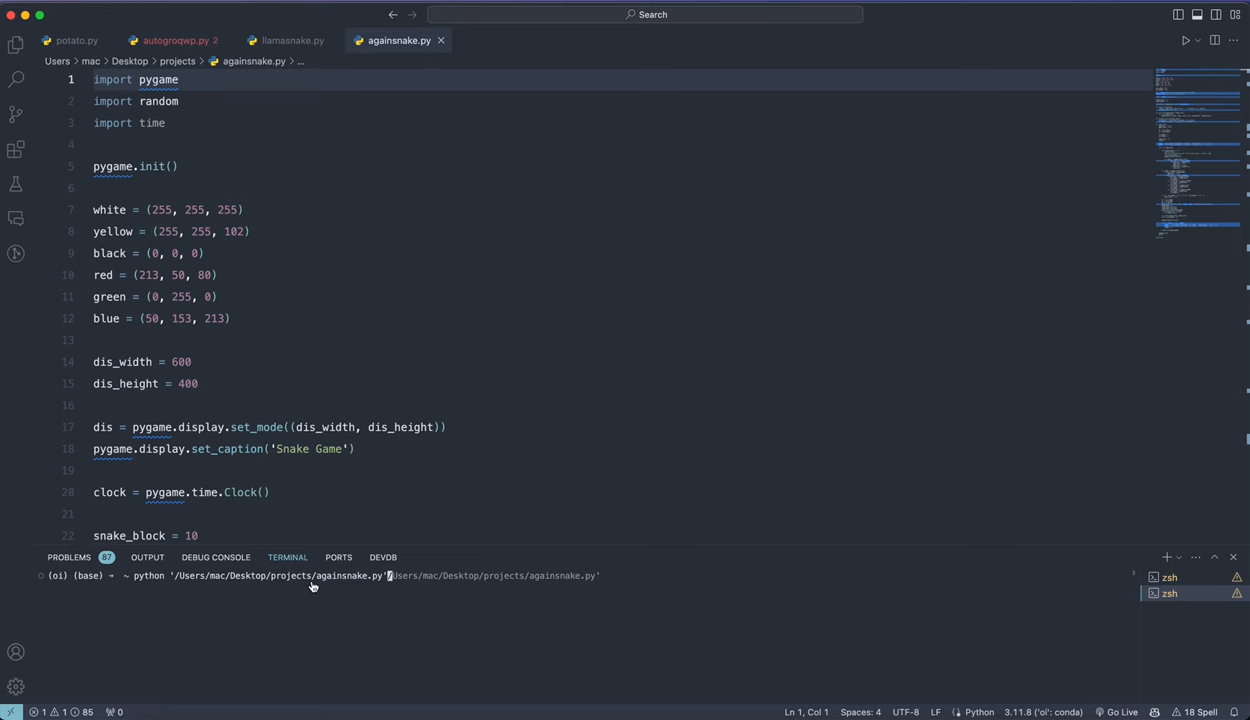 Search
potato.py
autogroqwp.py 2
llamasnake.py
againsnake.py
Users > mac > Desktop > projects > againsnake.py > ...
1 import pygame
2 import random
3 import time
4
5 pygame.init()
6
7 white = (255, 255, 255)
8 yellow = (255, 255, 102)
9 black = (0, 0, 0)
10 red = (213, 50, 80)
11 green = (0, 255, 0)
12 blue = (50, 153, 213)
13
14 dis_width = 600
15 dis_height = 400
16
17 dis = pygame.display.set_mode((dis_width, dis_height))
18 pygame.display.set_caption('Snake Game')
19
20 clock = pygame.time.Clock()
21
22 snake_block = 10
PROBLEMS 87 OUTPUT DEBUG CONSOLE TERMINAL PORTS DEVDB
(oi) (base) → ~ python '/Users/mac/Desktop/projects/againsnake.py'/Users/mac/Desktop/projects/againsnake.py'
zsh
zsh
1 1 85 0
Ln 1, Col 1 Spaces: 4 UTF-8 LF Python 3.11.8 ('oi': conda) Go Live 18 Spell